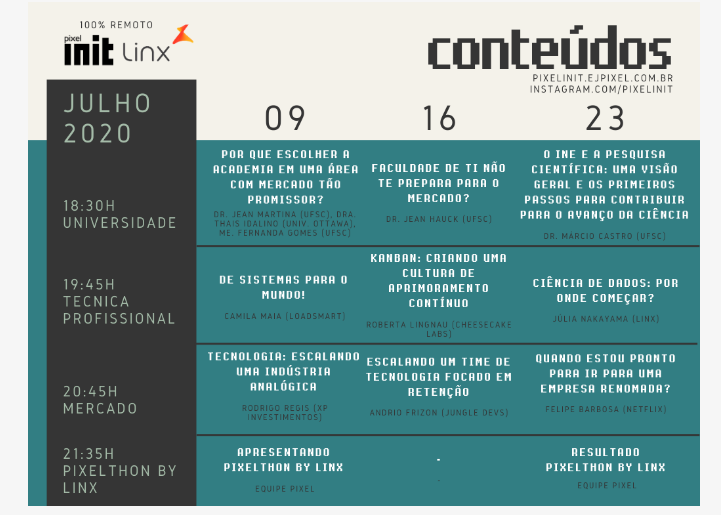 100% REMOTO
pixel
init Linx
conteúdos
PIXELINIT.EJPIXEL.COM.BR
INSTAGRAM.COM/PIXELINIT
JULHO
2020
09
16
23
18:30H
UNIVERSIDADE
POR QUE ESCOLHER A
ACADEMIA EM UMA ÁREA
COM MERCADO TÃO
PROMISSOR?
DR. JEAN MARTINA (UFSC), DRA.
THAIS IDALINO (UNIV. OTTAWA),
ME. FERNANDA GOMES (UFSC)
FACULDADE DE TI NÃO
TE PREPARA PARA O
MERCADO?
DR. JEAN HAUCK (UFSC)
O INE E A PESQUISA
CIENTÍFICA: UMA VISÃO
GERAL E OS PRIMEIROS
PASSOS PARA CONTRIBUIR
PARA O AVANÇO DA CIÊNCIA
DR. MÁRCIO CASTRO (UFSC)
19:45H
TECNICA
PROFISSIONAL
DE SISTEMAS PARA O
MUNDO!
CAMILA MAIA (LOADSMART)
KANBAN: CRIANDO UMA
CULTURA DE
APRIMORAMENTO
CONTÍNUO
ROBERTA LINGNAU (CHEESECAKE
LABS)
CIÊNCIA DE DADOS: POR
ONDE COMEÇAR?
JÚLIA NAKAYAMA (LINX)
20:45H
MERCADO
TECNOLOGIA: ESCALANDO
UMA INDÚSTRIA
ANALÓGICA
RODRIGO REGIS (XP
INVESTIMENTOS)
ESCALANDO UM TIME DE
TECNOLOGIA FOCADO EM
RETENÇÃO
ANDRIO FRIZON (JUNGLE DEVS)
QUANDO ESTOU PRONTO
PARA IR PARA UMA
EMPRESA RENOMADA?
FELIPE BARBOSA (NETFLIX)
21:35H
PIXELTHON BY
LINX
APRESENTANDO
PIXELTHON BY LINX
EQUIPE PIXEL
-
-
RESULTADO
PIXELTHON BY LINX
EQUIPE PIXEL